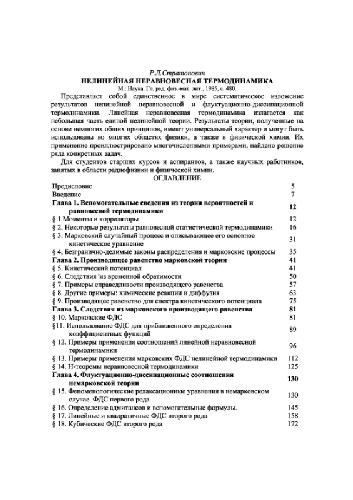 Р.Л.Стратонович
НЕЛИНЕЙНАЯ НЕРАВНОВЕСНАЯ ТЕРМОДИНАМИКА
М.: Наука. Гл. ред. физ.-мат. лит., 1985, с. 480.
Представляет собой единственное в мире систематическое изложение
результатов нелинейной неравновесной и флуктуационно-диссипационной
термодинамики. Линейная неравновесная термодинамика излагается как
небольшая часть единой нелинейной теории. Результаты теории, полученные на
основе немногих общих принципов, имеют универсальный характер и могут быть
использованы во многих областях физики, а также в физической химии. Их
применение проиллюстрировано многочисленными примерами, найдено решение
ряда конкретных задач.
Для студентов старших курсов и аспирантов, а также научных работников,
занятых в области радиофизики и физической химии.
ОГЛАВЛЕНИЕ
Предисловие 5
Введение 7
Глава 1. Вспомогательные сведения из теории вероятностей и
равновесной термодинамики 12
§ 1 Моменты и корреляторы 12
§ 2. Некоторые результаты равновесной статистической термодинамики 16
§ 3. Марковский случайный процесс и описывающее его основное
кинетическое уравнение 31
§ 4. Безгранично-делимые законы распределения и марковские процессы 35
Глава 2. Производящее равенство марковской теории 41
§ 5. Кинетический потенциал 41
§ 6. Следствия из временной обратимости 50
§ 7. Примеры справедливости производящего равенства 57
§ 8. Другие примеры: химические реакции и диффузия 63
§ 9. Производящее равенство для спектра кинетического потенциала 75
Глава 3. Следствия из марковского производящего равенства 81
§ 10. Марковские ФДС 81
§11. Использование ФДС для приближенного определения
коэффициентных функций 89
§ 12. Примеры применения соотношений линейной неравновесной
термодинамики 96
§ 13. Примеры применения марковских ФДС нелинейной термодинамики 112
§ 14. Н-теоремы неравновесной термодинамики 125
Глава 4. Флуктуационно-диссипационные соотношения
немарковской теории 130
§ 15. Феноменологические релаксационные уравнения в немарковском
случае. ФДС первого рода 130
§ 16. Определение адмитансов и вспомогательные формулы. 145
§ 17. Линейные и квадратичные ФДС второго рода 158
§ 18. Кубические ФДС второго рода 172